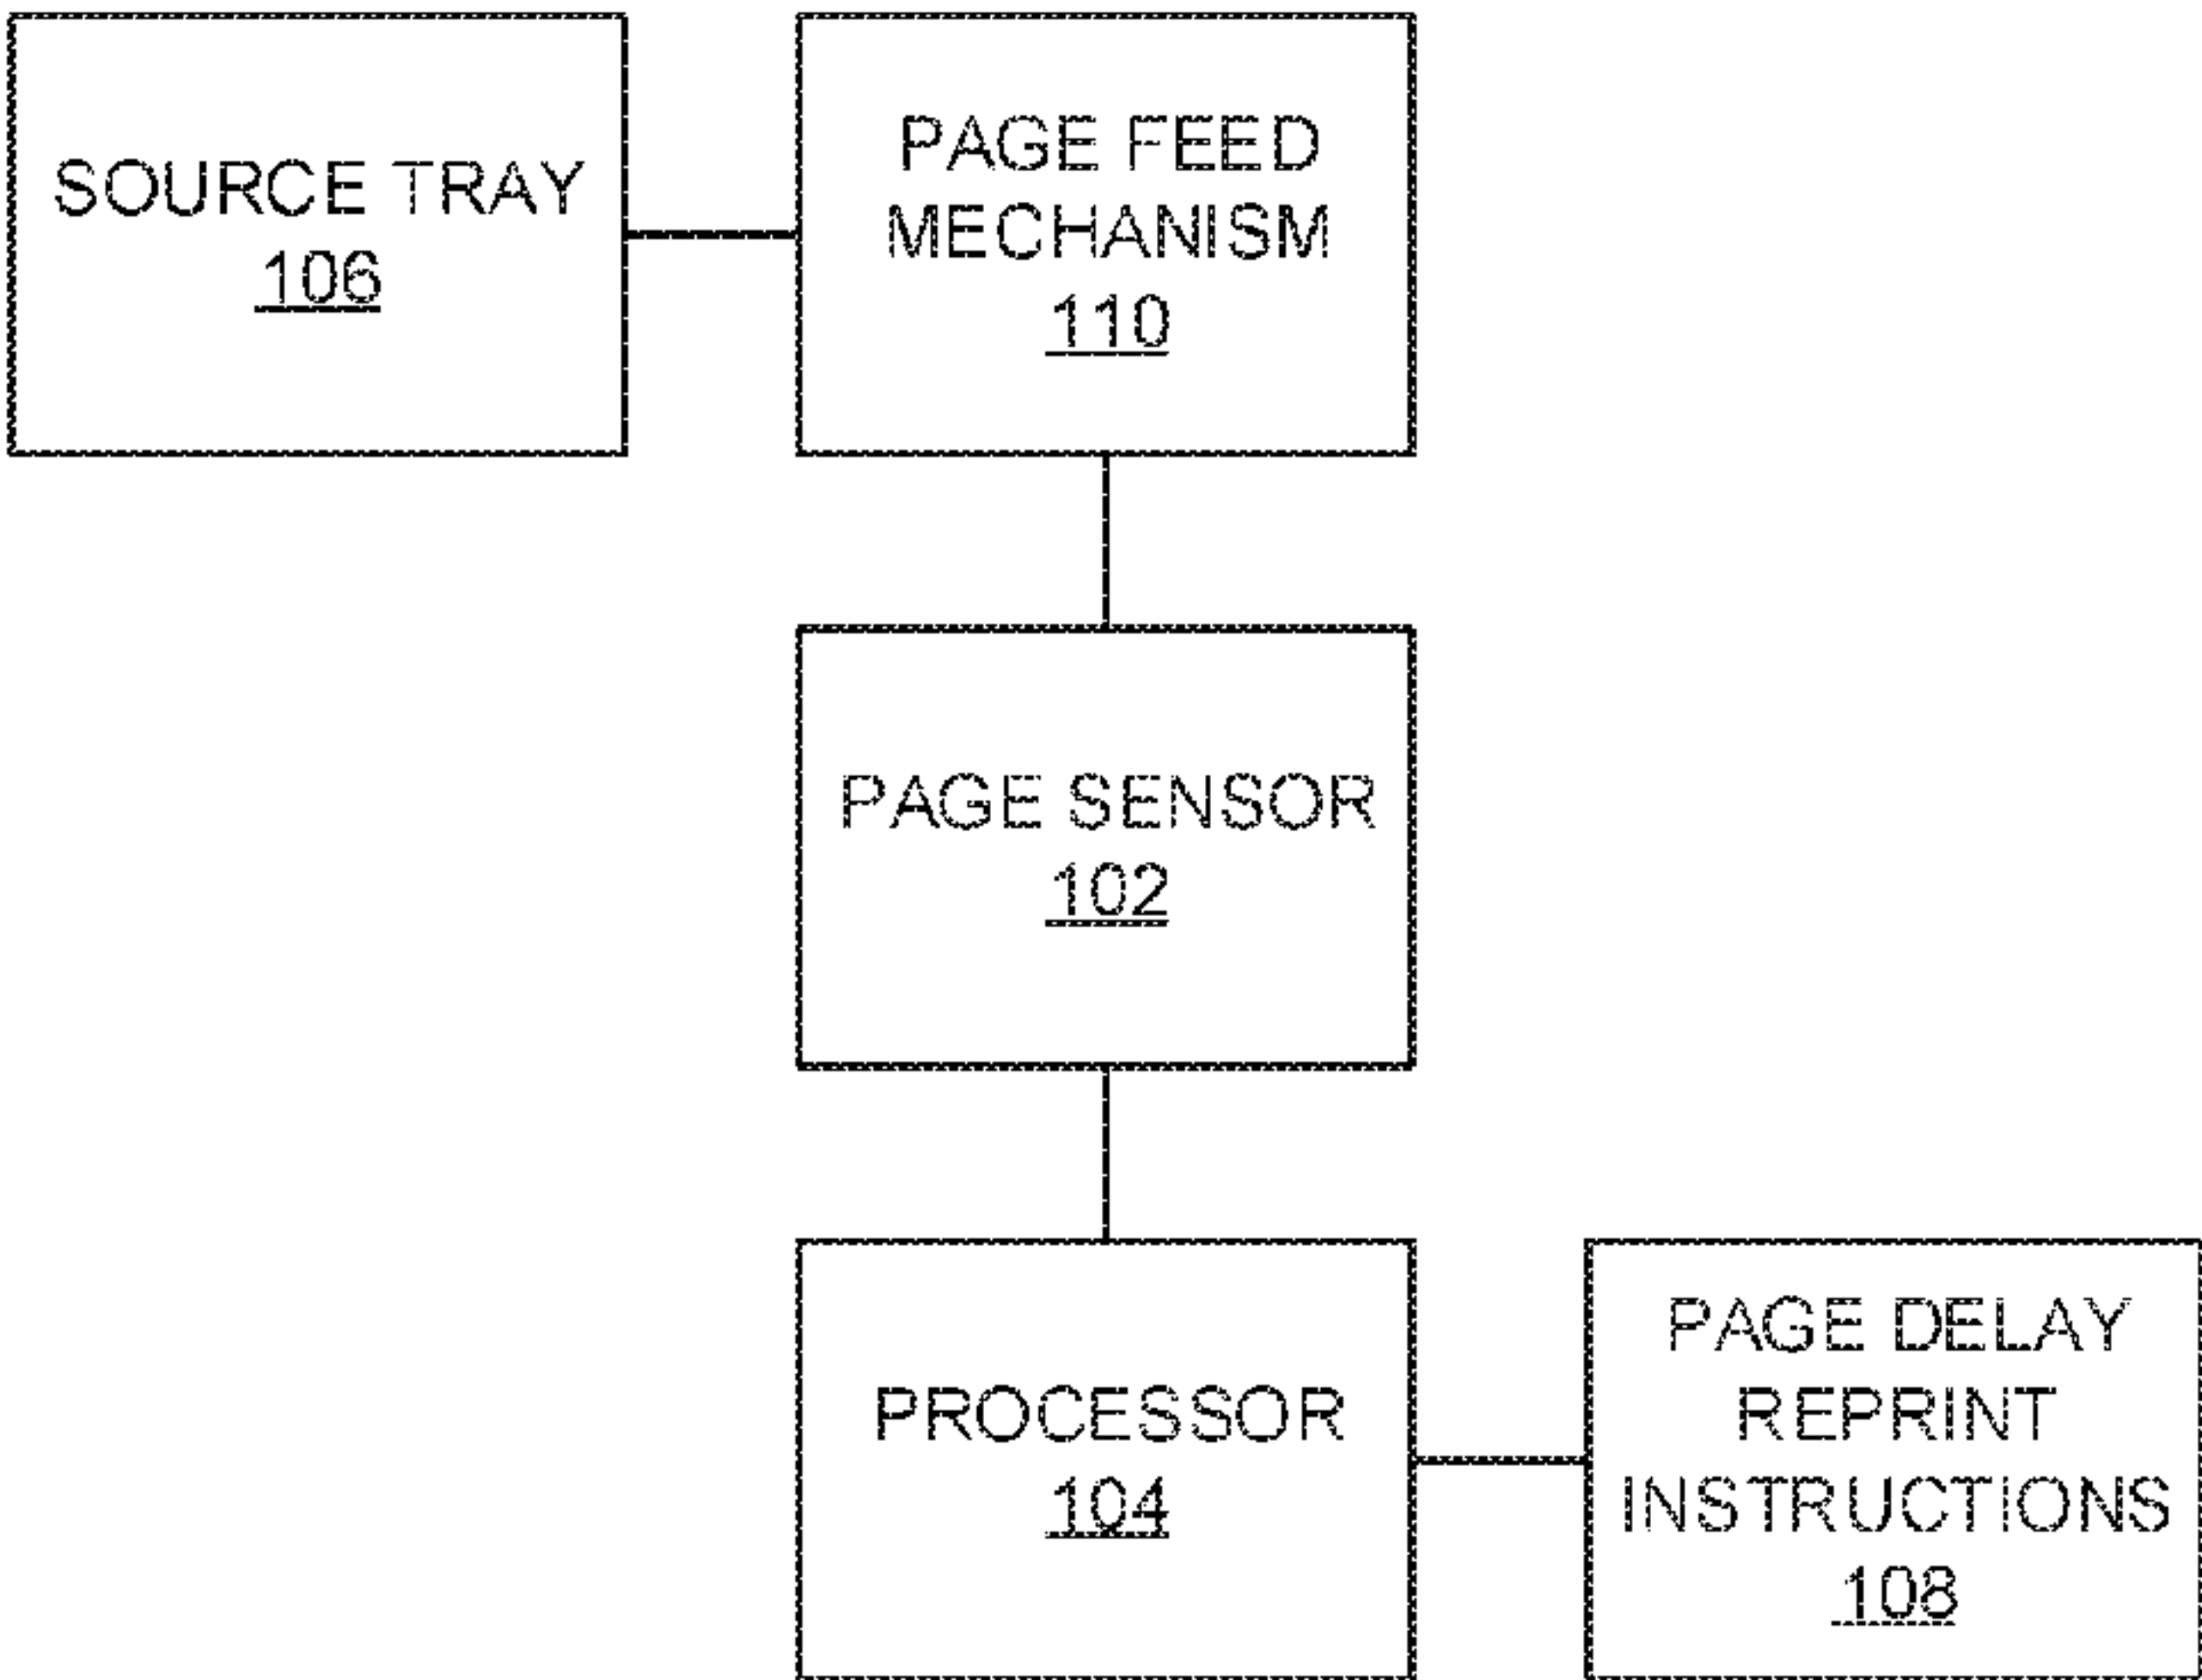 SOURCE TRAY
106
PAGE FEED
MECHANISM
110
PAGE SENSOR
102
PROCESSOR
104
PAGE DELAY
REPRINT
INSTRUCTIONS
108